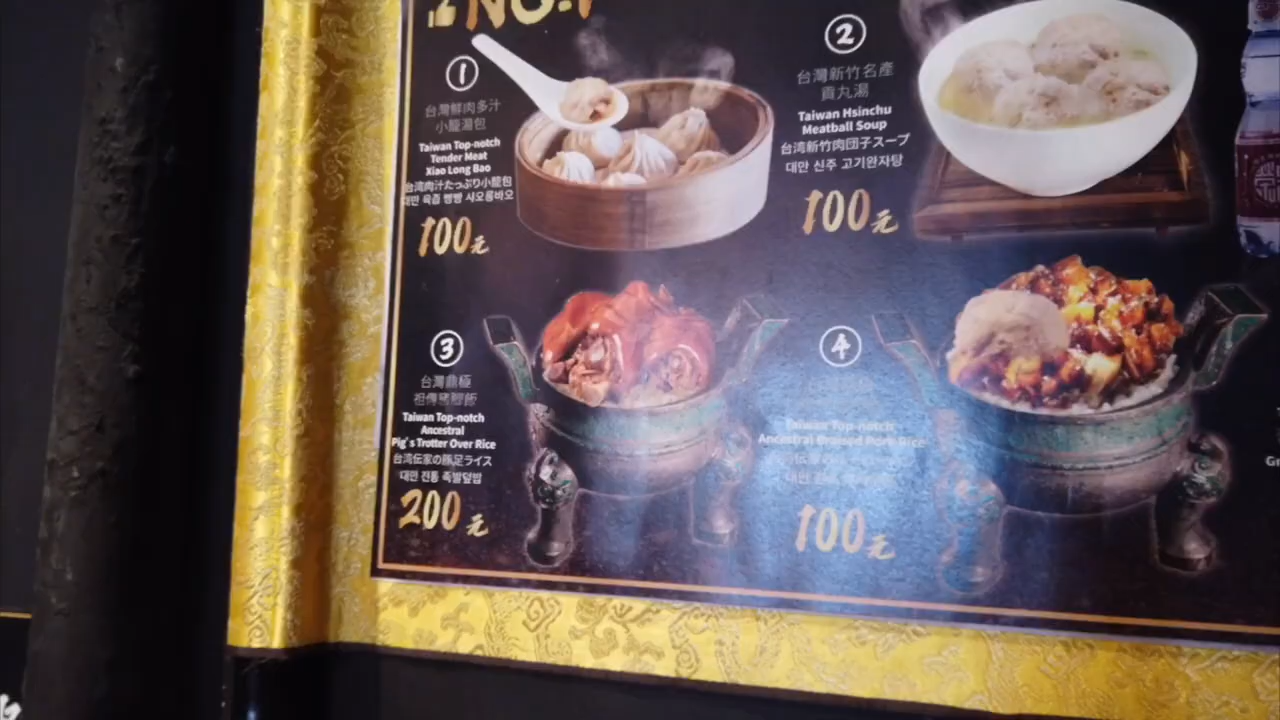 NO.1
1
台灣鮮肉多汁
小籠湯包
Taiwan Top-notch
Tender Meat
Xiao Long Bao
台湾肉汁たっぷり小籠包
대만 육즙 빵빵 샤오롱바오
100元
2
台灣新竹名產
貢丸湯
Taiwan Hsinchu
Meatball Soup
台湾新竹肉団子スープ
대만 신주 고기완자탕
100元
3
台灣鼎極
祖傳豬腳飯
Taiwan Top-notch
Ancestral
Pig's Trotter Over Rice
台湾伝家の豚足ライス
대만 전통 족발덮밥
200元
4
Taiwan Top-notch
Ancestral Braised Pork Rice
대만
100元